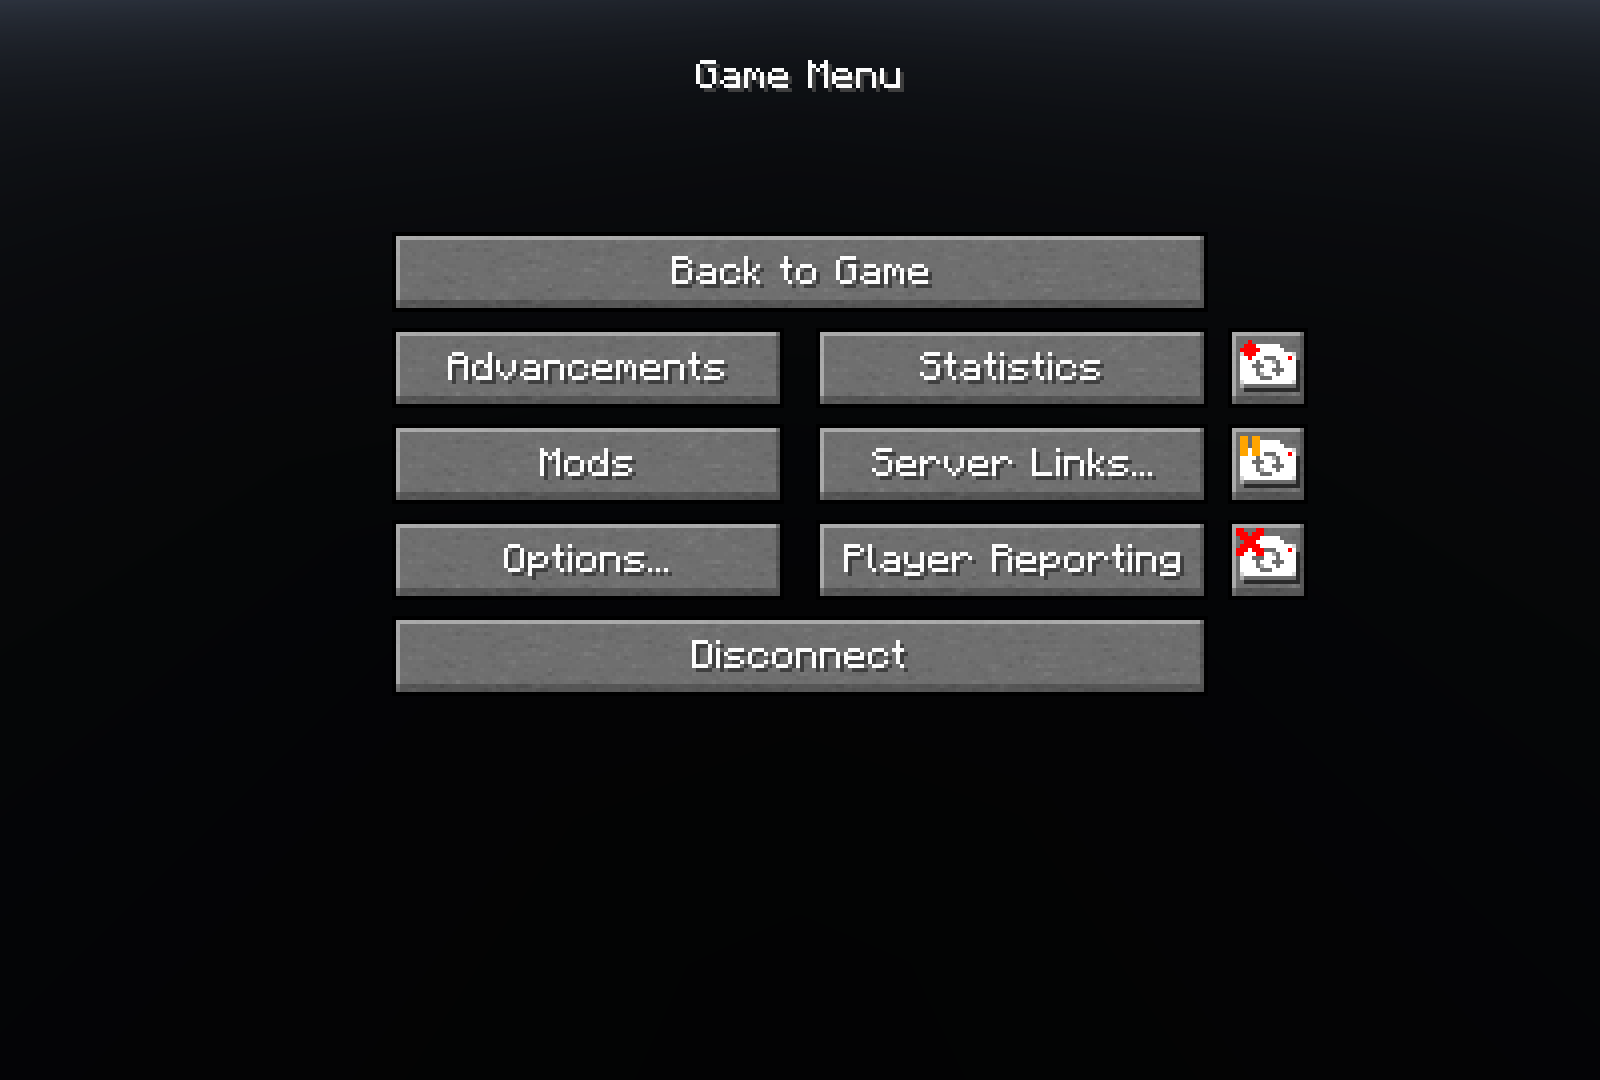 Game Menu
Back to Game
Advancements
Statistics
Mods
Server Links...
Options...
Player Reporting
Disconnect